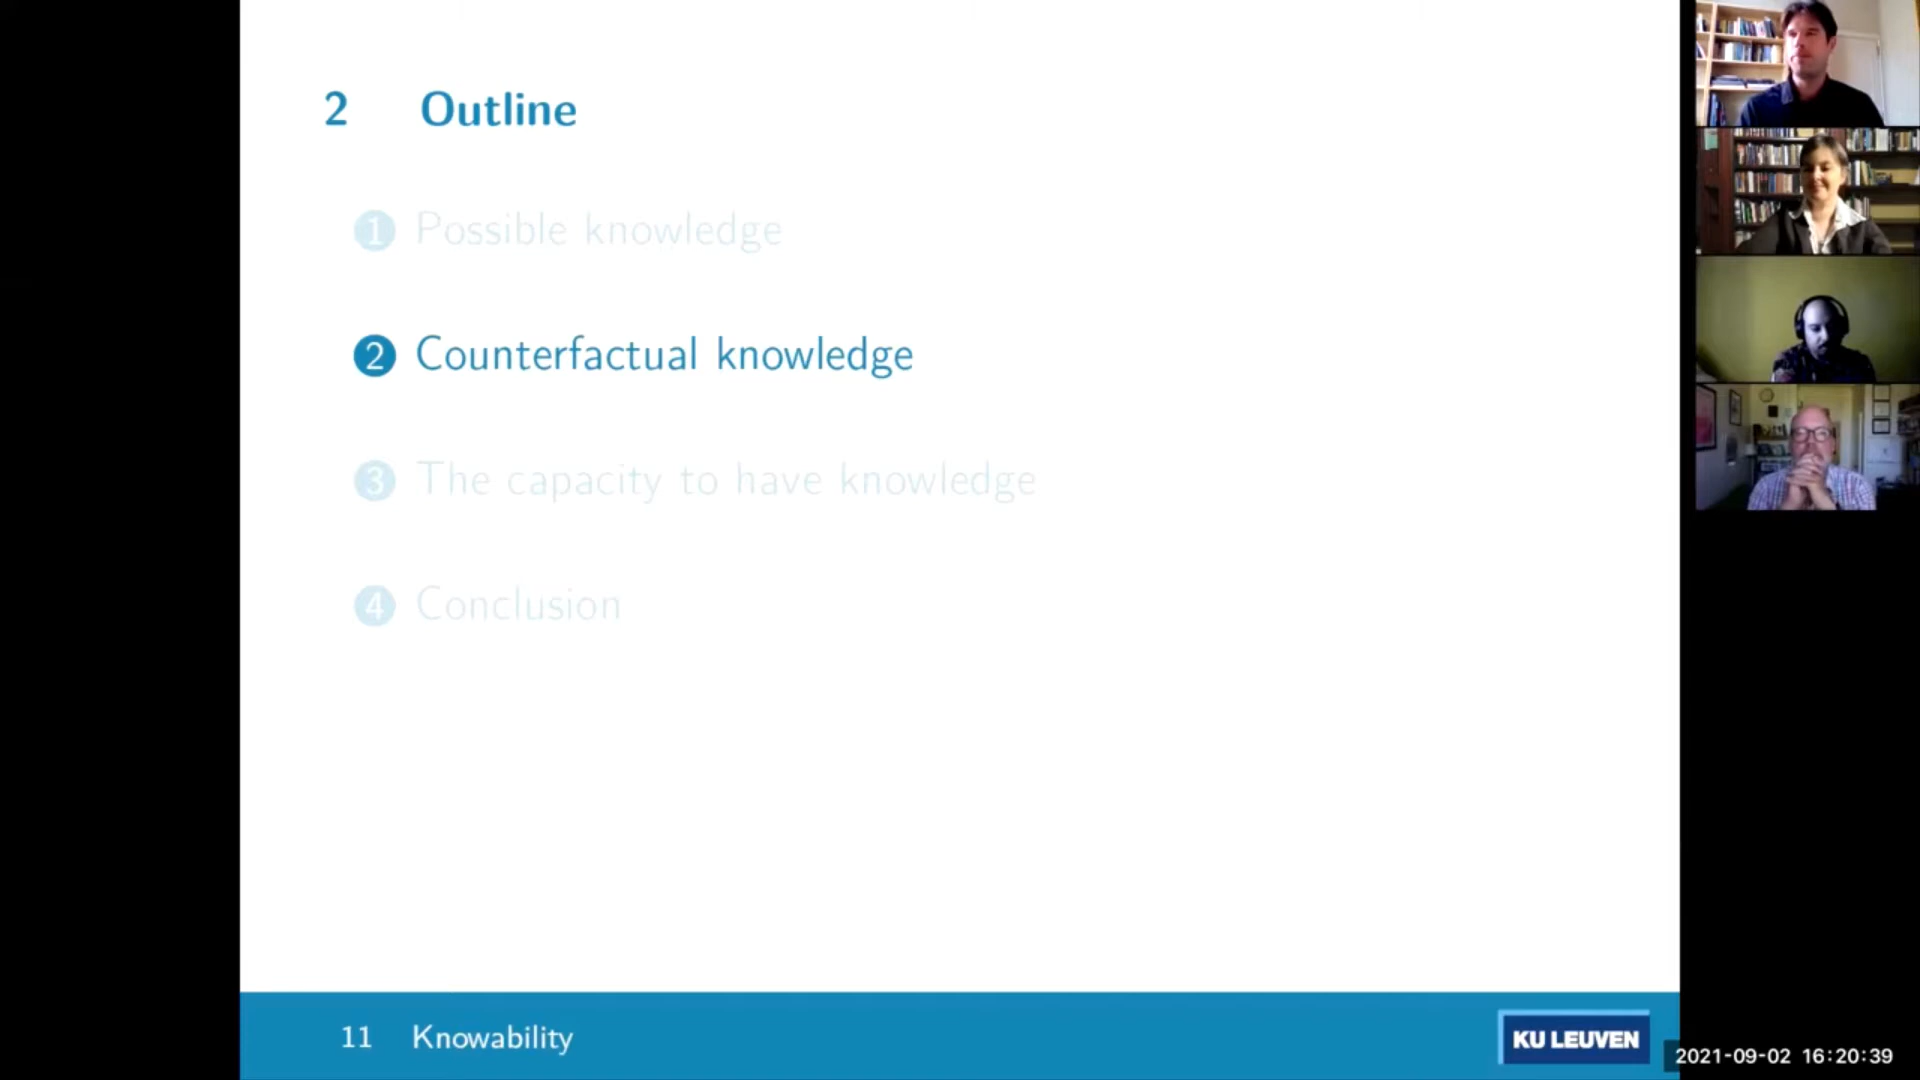 2 Outline
1 Possible knowledge
2 Counterfactual knowledge
3 The capacity to have knowledge
4 Conclusion
11 Knowability
KU LEUVEN
2021-09-02 16:20:39